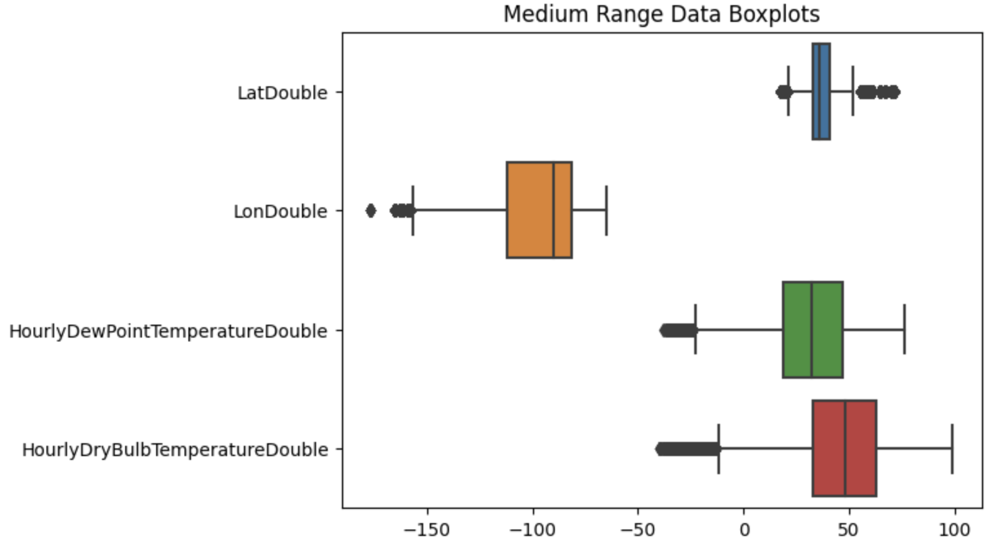 Medium Range Data Boxplots
LatDouble
LonDouble
HourlyDewPointTemperatureDouble
HourlyDryBulbTemperatureDouble
−150 −100 −50 0 50 100